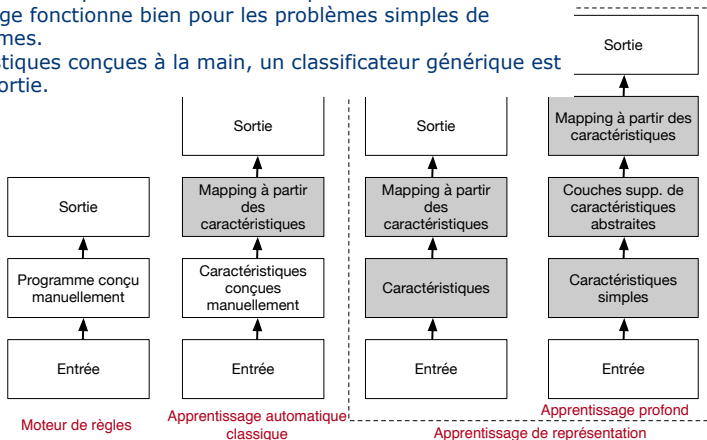 ge fonctionne bien pour les problèmes simples de
mes.
stiques conçues à la main, un classificateur générique est
ortie.
Sortie
Mapping à partir
des
caractéristiques
Caractéristiques
conçues
manuellement
Entrée
Apprentissage automatique
classique
Sortie
Programme conçu
manuellement
Entrée
Moteur de règles
Sortie
Mapping à partir
des
caractéristiques
Caractéristiques
Entrée
Sortie
Mapping à partir des
caractéristiques
Couches supp. de
caractéristiques
abstraites
Caractéristiques
simples
Entrée
Apprentissage profond
Apprentissage de représentation